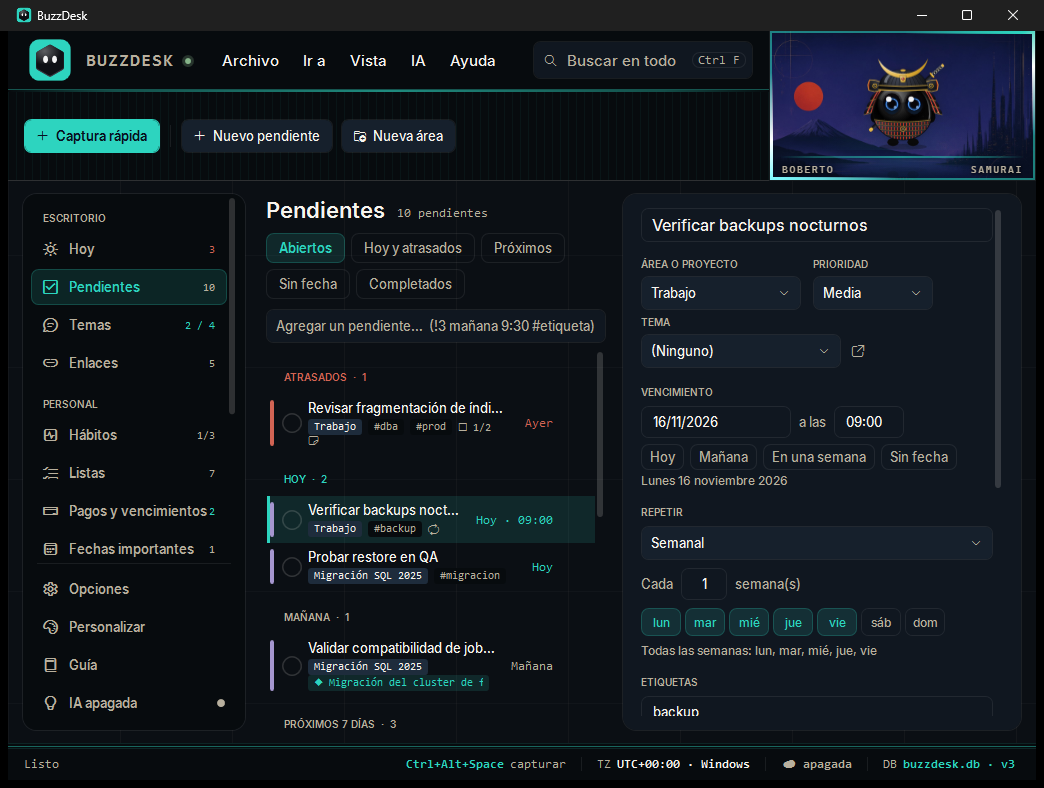 BuzzDesk
BUZZDESK
Archivo Ir a Vista IA Ayuda
Buscar en todo Ctrl F
BOBERTO SAMURAI
+ Captura rápida
+ Nuevo pendiente
Nueva área
ESCRITORIO
Hoy 3
Pendientes 10
Temas 2 / 4
Enlaces 5
PERSONAL
Hábitos 1/3
Listas 7
Pagos y vencimientos 2
Fechas importantes 1
Opciones
Personalizar
Guía
IA apagada
Pendientes 10 pendientes
Abiertos Hoy y atrasados Próximos
Sin fecha Completados
Agregar un pendiente... (!3 mañana 9:30 #etiqueta)
ATRASADOS · 1
Revisar fragmentación de índi...
Trabajo #dba #prod 1/2
Ayer
HOY · 2
Verificar backups noct...
Trabajo #backup
Hoy · 09:00
Probar restore en QA
Migración SQL 2025 #migracion
Hoy
MAÑANA · 1
Validar compatibilidad de job...
Migración SQL 2025
Migración del cluster de f
Mañana
PRÓXIMOS 7 DÍAS · 3
Verificar backups nocturnos
ÁREA O PROYECTO PRIORIDAD
Trabajo Media
TEMA
(Ninguno)
VENCIMIENTO
16/11/2026 a las 09:00
Hoy Mañana En una semana Sin fecha
Lunes 16 noviembre 2026
REPETIR
Semanal
Cada 1 semana(s)
lun mar mié jue vie sáb dom
Todas las semanas: lun, mar, mié, jue, vie
ETIQUETAS
backup
Listo
Ctrl+Alt+Space capturar
TZ UTC+00:00 · Windows
apagada
DB buzzdesk.db · v3